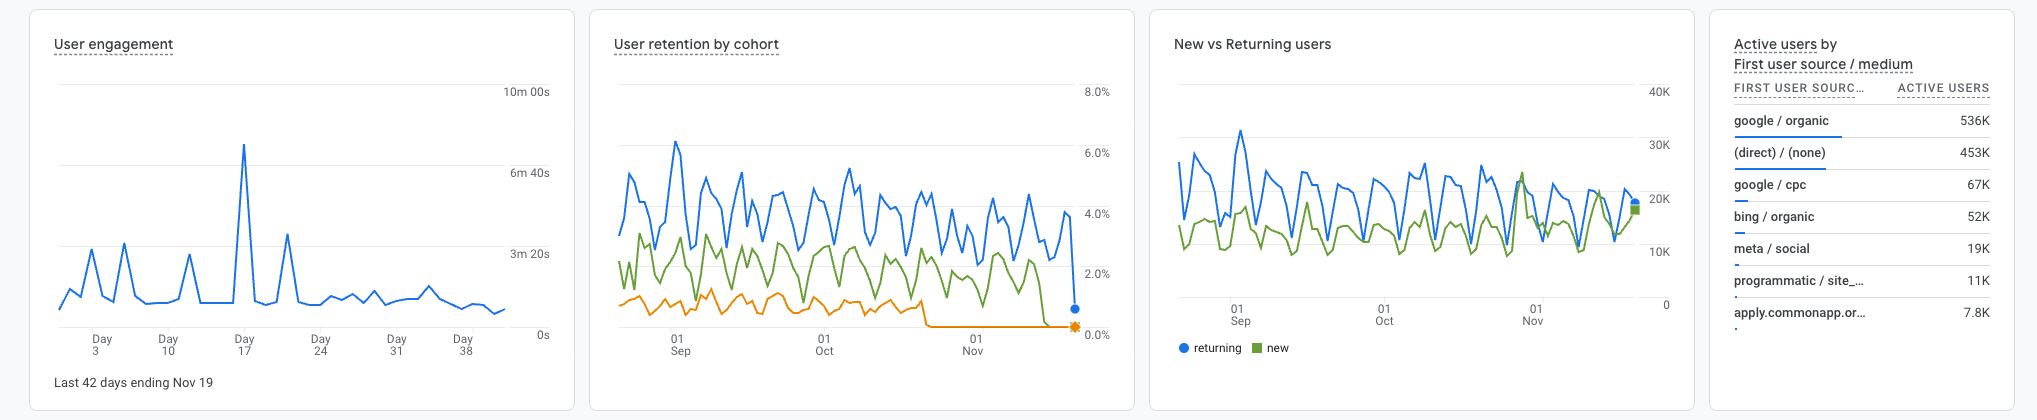 User engagement
10m 00s
6m 40s
3m 20s
0s
Day
3
Day
10
Day
17
Day
24
Day
31
Day
38
Last 42 days ending Nov 19
User retention by cohort
8.0%
6.0%
4.0%
2.0%
0.0%
01
Sep
01
Oct
01
Nov
New vs Returning users
40K
30K
20K
10K
0
01
Sep
01
Oct
01
Nov
returning new
Active users by
First user source / medium
FIRST USER SOURC... ACTIVE USERS
google / organic 536K
(direct) / (none) 453K
google / cpc 67K
bing / organic 52K
meta / social 19K
programmatic / site_... 11K
apply.commonapp.or... 7.8K